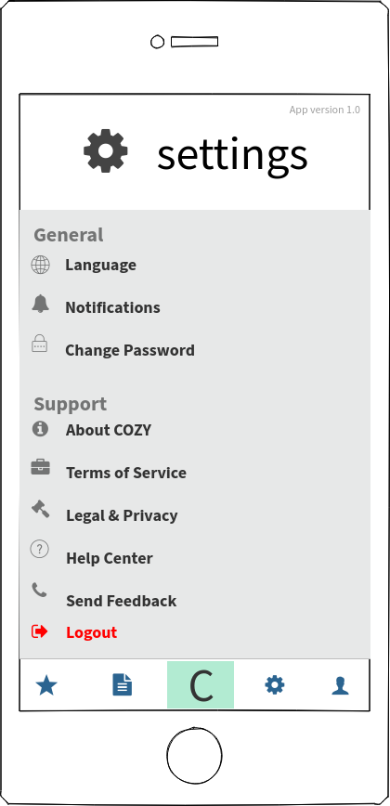 App version 1.0
settings
General
Language
Notifications
Change Password
Support
About COZY
Terms of Service
Legal & Privacy
Help Center
Send Feedback
Logout
C